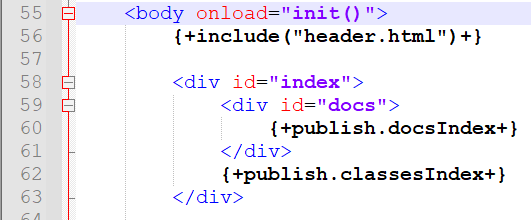 55 <body onload="init()">
56 {+include("header.html")+}
57
58 <div id="index">
59 <div id="docs">
60 {+publish.docsIndex+}
61 </div>
62 {+publish.classesIndex+}
63 </div>
64